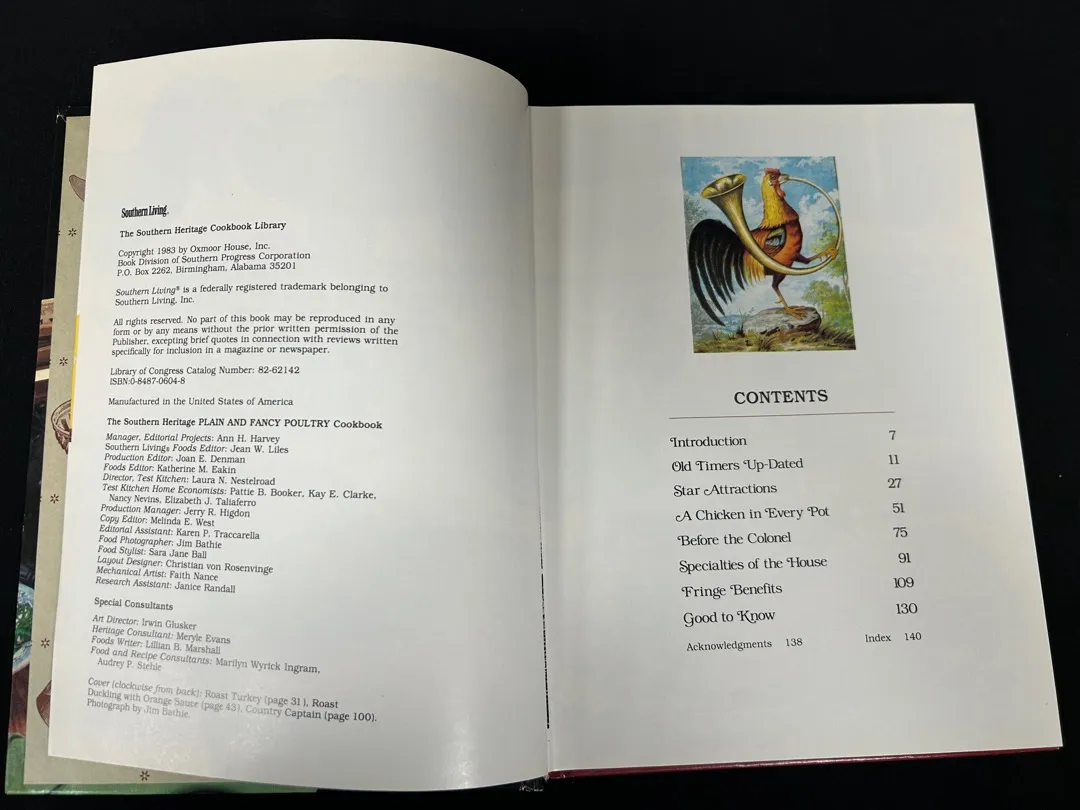 Southern Living®
The Southern Heritage Cookbook Library
Copyright 1983 by Oxmoor House, Inc.
Book Division of Southern Progress Corporation
P.O. Box 2262, Birmingham, Alabama 35201
Southern Living® is a federally registered trademark belonging to
Southern Living, Inc.
All rights reserved. No part of this book may be reproduced in any
form or by any means without the prior written permission of the
Publisher, excepting brief quotes in connection with reviews written
specifically for inclusion in a magazine or newspaper.
Library of Congress Catalog Number: 82-62142
ISBN:0-8487-0604-8
Manufactured in the United States of America
The Southern Heritage PLAIN AND FANCY POULTRY Cookbook
Manager, Editorial Projects: Ann H. Harvey
Southern Living® Foods Editor: Jean W. Liles
Production Editor: Joan E. Denman
Foods Editor: Katherine M. Eakin
Director, Test Kitchen: Laura N. Nestelroad
Test Kitchen Home Economists: Pattie B. Booker, Kay E. Clarke,
Nancy Nevins, Elizabeth J. Taliaferro
Production Manager: Jerry R. Higdon
Copy Editor: Melinda E. West
Editorial Assistant: Karen P. Traccarella
Food Photographer: Jim Bathie
Food Stylist: Sara Jane Ball
Layout Designer: Christian von Rosenvinge
Mechanical Artist: Faith Nance
Research Assistant: Janice Randall
Special Consultants
Art Director: Irwin Glusker
Heritage Consultant: Meryle Evans
Foods Writer: Lillian B. Marshall
Food and Recipe Consultants: Marilyn Wyrick Ingram,
Audrey P. Stehle
Cover (clockwise from back): Roast Turkey (page 31), Roast
Duckling with Orange Sauce (page 43), Country Captain (page 100).
Photograph by Jim Bathie.
CONTENTS
Introduction 7
Old Timers Up-Dated 11
Star Attractions 27
A Chicken in Every Pot 51
Before the Colonel 75
Specialties of the House 91
Fringe Benefits 109
Good to Know 130
Acknowledgments 138 Index 140